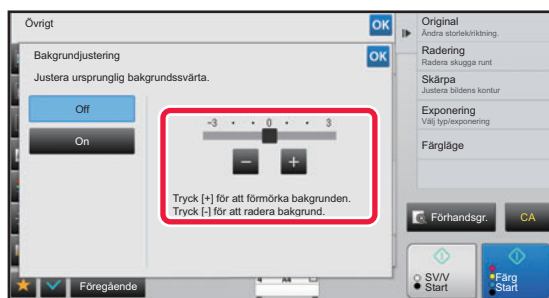 Övrigt
OK
Bakgrundjustering
OK
Justera ursprunglig bakgrundssvärta.
Off
On
-3 • • 0 • • 3
− +
Tryck [+] för att förmörka bakgrunden.
Tryck [-] för att radera bakgrund.
Föregående
A4
Original
Ändra storlek/riktning.
Radering
Radera skugga runt
Skärpa
Justera bildens kontur
Exponering
Välj typ/exponering
Färgläge
Förhandsgr.
CA
SV/V
Start
Färg
Start